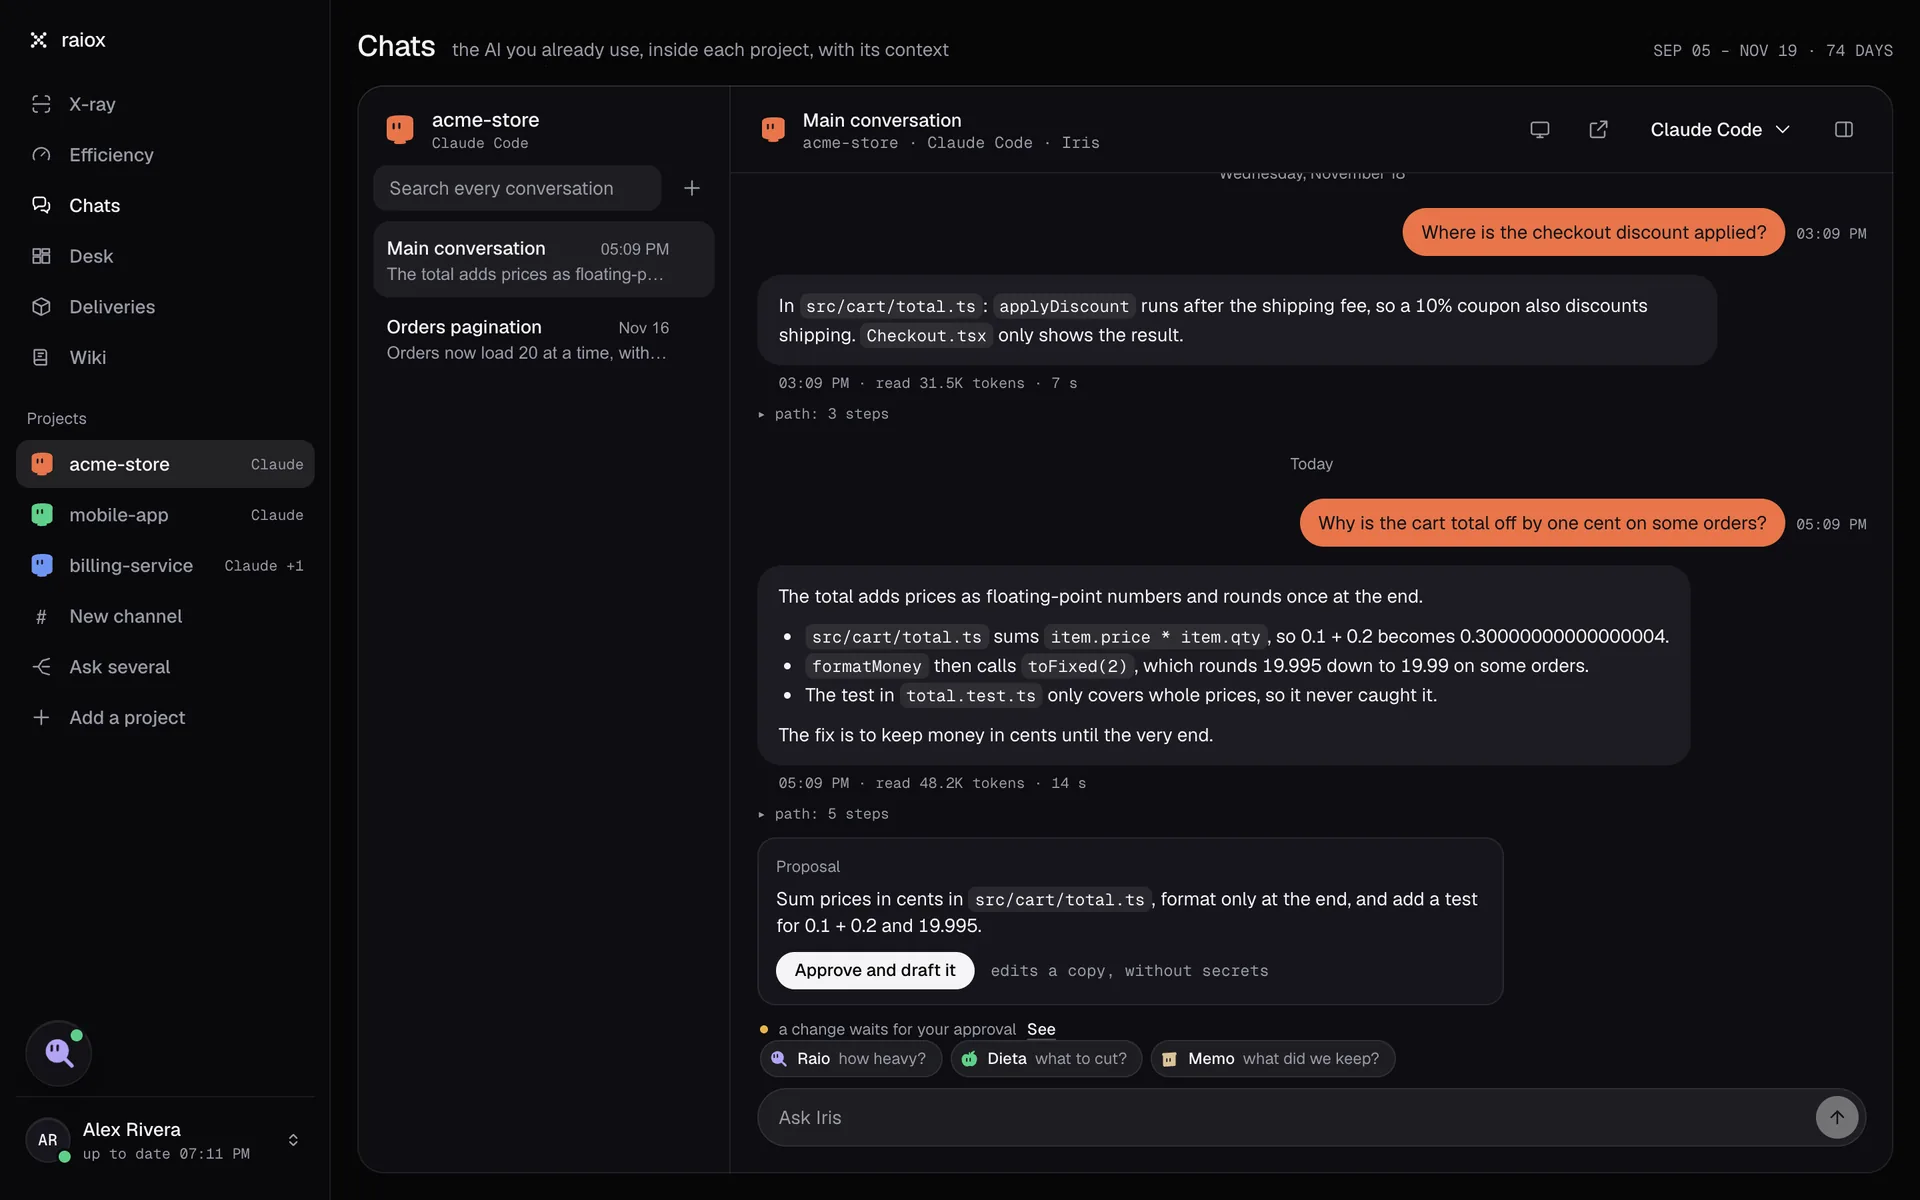 raiox
X-ray
Efficiency
Chats
Desk
Deliveries
Wiki
Projects
acme-store Claude
mobile-app Claude
billing-service Claude +1
# New channel
Ask several
Add a project
AR
Alex Rivera
up to date 07:11 PM
Chats the AI you already use, inside each project, with its context
SEP 05 – NOV 19 · 74 DAYS
acme-store
Claude Code
Search every conversation
Main conversation 05:09 PM
The total adds prices as floating-p…
Orders pagination Nov 16
Orders now load 20 at a time, with…
Main conversation
acme-store · Claude Code · Iris
Claude Code
Wednesday, November 18
Where is the checkout discount applied? 03:09 PM
In src/cart/total.ts: applyDiscount runs after the shipping fee, so a 10% coupon also discounts
shipping. Checkout.tsx only shows the result.
03:09 PM · read 31.5K tokens · 7 s
▸ path: 3 steps
Today
Why is the cart total off by one cent on some orders? 05:09 PM
The total adds prices as floating-point numbers and rounds once at the end.
• src/cart/total.ts sums item.price * item.qty, so 0.1 + 0.2 becomes 0.30000000000000004.
• formatMoney then calls toFixed(2), which rounds 19.995 down to 19.99 on some orders.
• The test in total.test.ts only covers whole prices, so it never caught it.
The fix is to keep money in cents until the very end.
05:09 PM · read 48.2K tokens · 14 s
▸ path: 5 steps
Proposal
Sum prices in cents in src/cart/total.ts, format only at the end, and add a test
for 0.1 + 0.2 and 19.995.
Approve and draft it edits a copy, without secrets
a change waits for your approval See
Raio how heavy? Dieta what to cut? Memo what did we keep?
Ask Iris